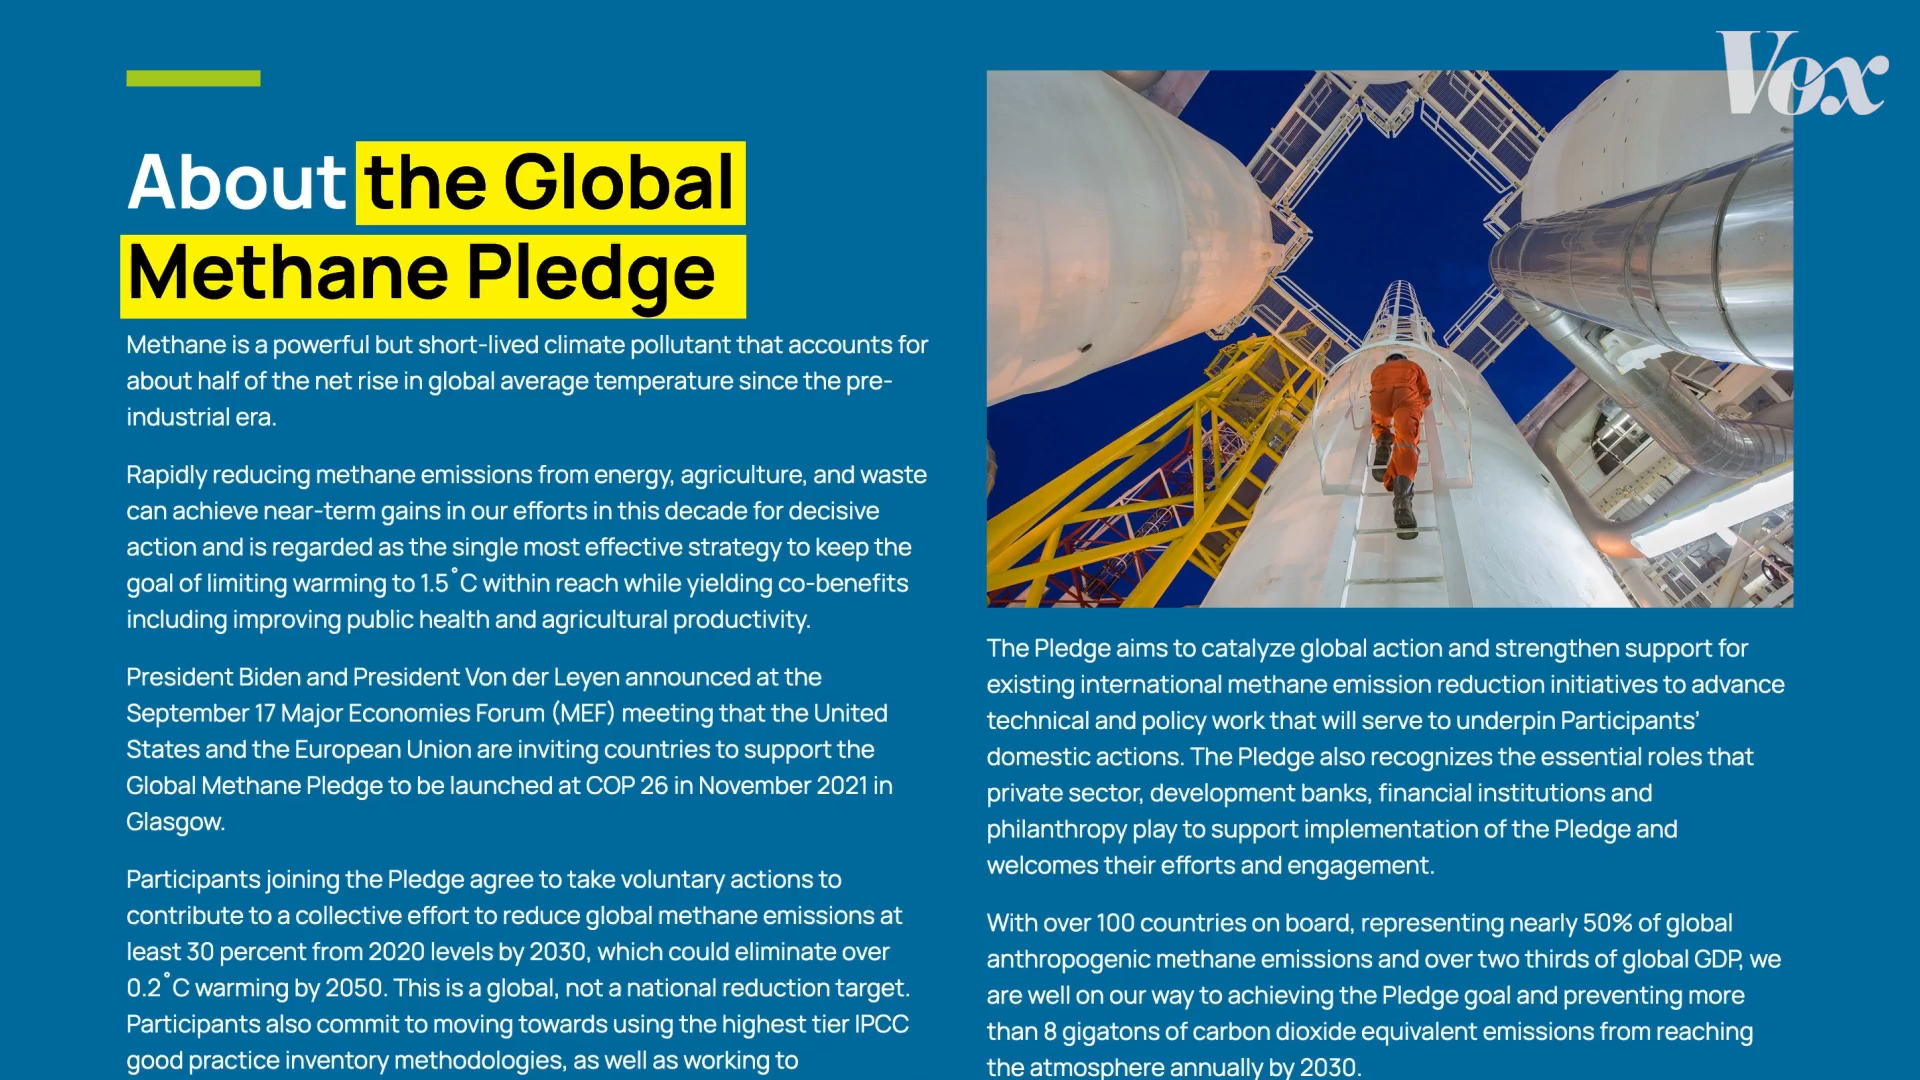 Vox
About the Global
Methane Pledge
Methane is a powerful but short-lived climate pollutant that accounts for
about half of the net rise in global average temperature since the pre-
industrial era.
Rapidly reducing methane emissions from energy, agriculture, and waste
can achieve near-term gains in our efforts in this decade for decisive
action and is regarded as the single most effective strategy to keep the
goal of limiting warming to 1.5˚C within reach while yielding co-benefits
including improving public health and agricultural productivity.
President Biden and President Von der Leyen announced at the
September 17 Major Economies Forum (MEF) meeting that the United
States and the European Union are inviting countries to support the
Global Methane Pledge to be launched at COP 26 in November 2021 in
Glasgow.
Participants joining the Pledge agree to take voluntary actions to
contribute to a collective effort to reduce global methane emissions at
least 30 percent from 2020 levels by 2030, which could eliminate over
0.2˚C warming by 2050. This is a global, not a national reduction target.
Participants also commit to moving towards using the highest tier IPCC
good practice inventory methodologies, as well as working to
The Pledge aims to catalyze global action and strengthen support for
existing international methane emission reduction initiatives to advance
technical and policy work that will serve to underpin Participants’
domestic actions. The Pledge also recognizes the essential roles that
private sector, development banks, financial institutions and
philanthropy play to support implementation of the Pledge and
welcomes their efforts and engagement.
With over 100 countries on board, representing nearly 50% of global
anthropogenic methane emissions and over two thirds of global GDP, we
are well on our way to achieving the Pledge goal and preventing more
than 8 gigatons of carbon dioxide equivalent emissions from reaching
the atmosphere annually by 2030.